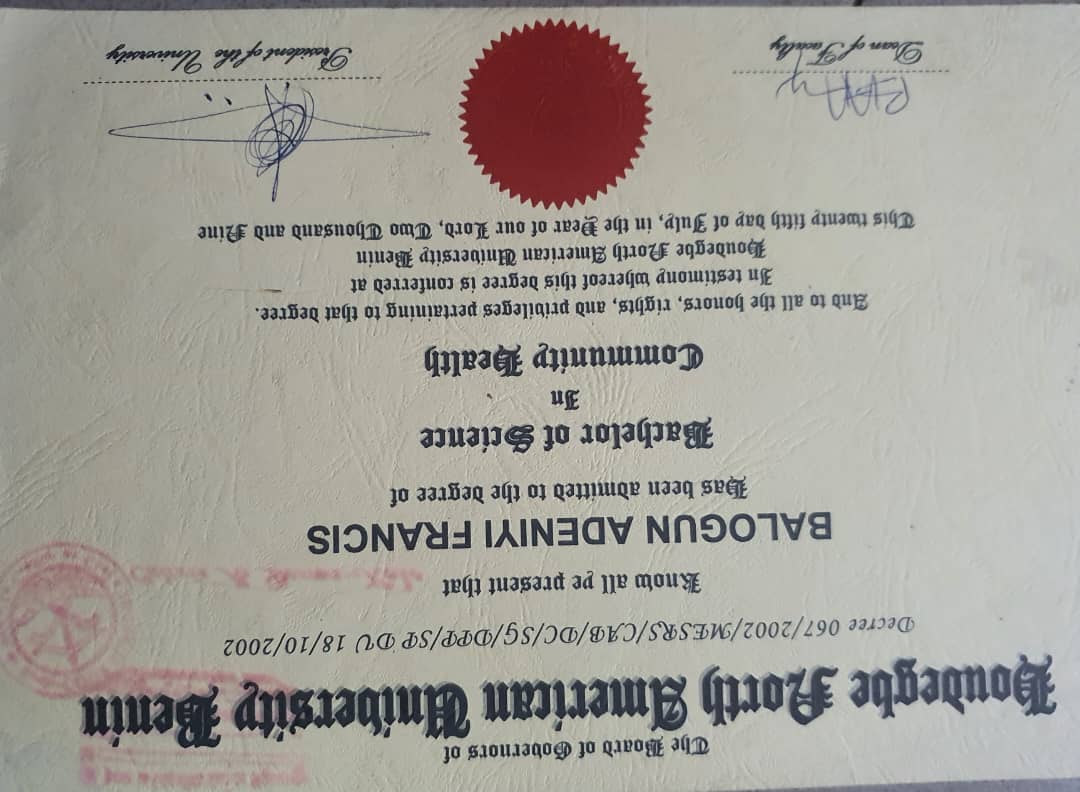 The Board of Governors of
Houdegbe North American University Benin
Decree 067/2002/MESRS/CAB/DC/SG/DPP/SP DU 18/10/2002
Know all ye present that
BALOGUN ADENIYI FRANCIS
Has been admitted to the degree of
Bachelor of Science
In
Community Health
And to all the honors, rights, and privileges pertaining to that degree.
In testimony whereof this degree is conferred at
Houdegbe North American University Benin
This twenty fifth day of July, in the Year of our Lord, Two Thousand and Nine
Dean of Faculty
President of the University